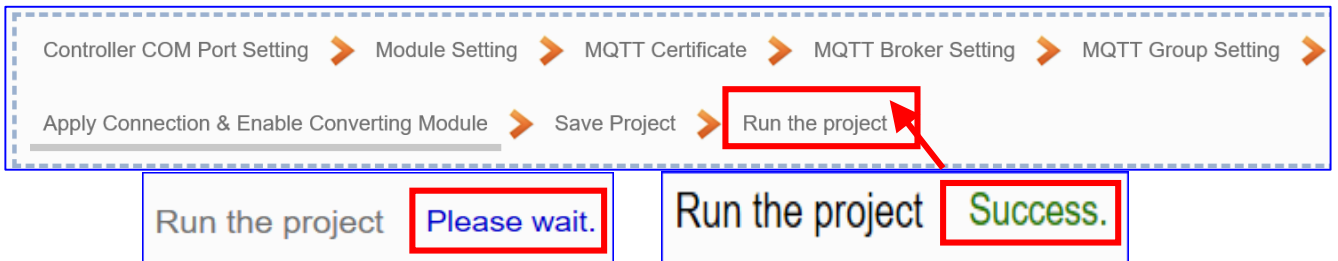 Controller COM Port Setting Module Setting MQTT Certificate MQTT Broker Setting MQTT Group Setting
Apply Connection & Enable Converting Module Save Project Run the project
Run the project Please wait.
Run the project Success.